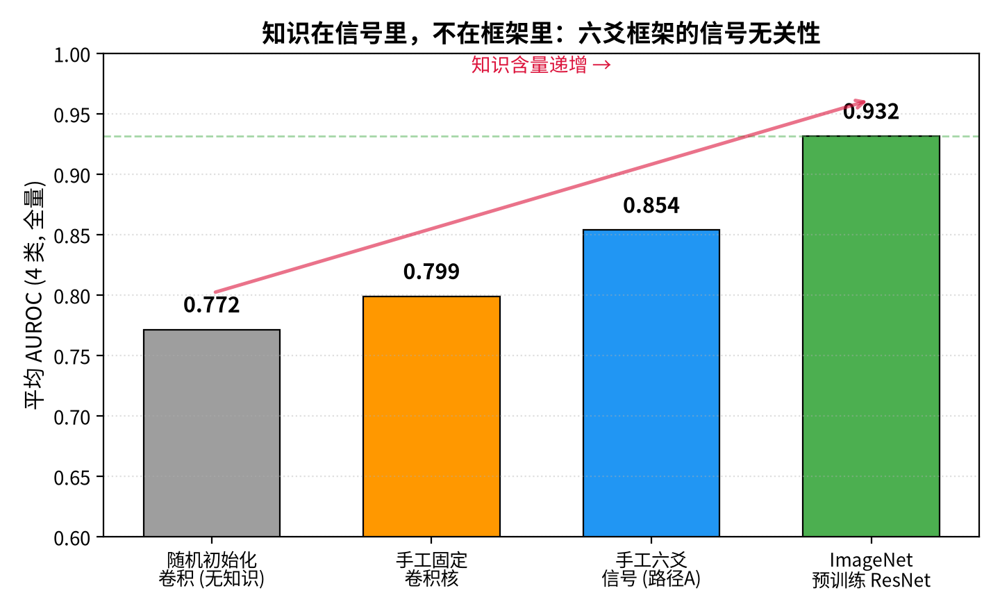 知识在信号里，不在框架里：六爻框架的信号无关性
知识含量递增 →
1.00
0.95
0.90
0.85
0.80
0.75
0.70
0.65
0.60
平均 AUROC (4 类, 全量)
0.772
0.799
0.854
0.932
随机初始化
卷积 (无知识)
手工固定
卷积核
手工六爻
信号 (路径A)
ImageNet
预训练 ResNet